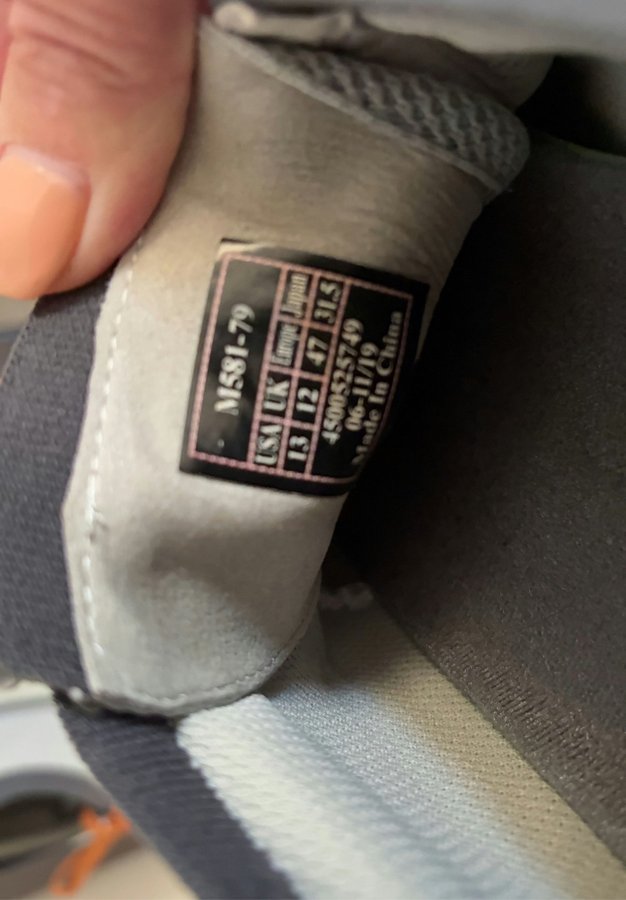 M581-79
USA UK Europe Japan
13 12 47 31.5
4500525749
06-11/19
Made In China